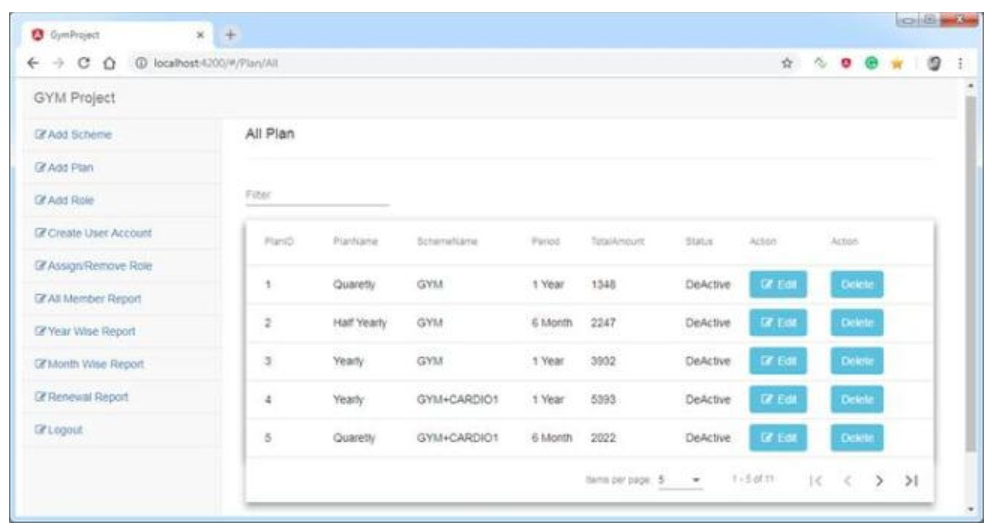 GymProject
localhost:4200/#/Plan/All
GYM Project
Add Scheme
Add Plan
Add Role
Create User Account
Assign/Remove Role
All Member Report
Year Wise Report
Month Wise Report
Renewal Report
Logout
All Plan
Filter
PlanID PlanName SchemeName Period TotalAmount Status Action Action
1 Quaretly GYM 1 Year 1348 DeActive Edit Delete
2 Half Yearly GYM 6 Month 2247 DeActive Edit Delete
3 Yearly GYM 1 Year 3932 DeActive Edit Delete
4 Yearly GYM+CARDIO1 1 Year 5393 DeActive Edit Delete
5 Quaretly GYM+CARDIO1 6 Month 2022 DeActive Edit Delete
Items per page: 5 1 - 5 of 11